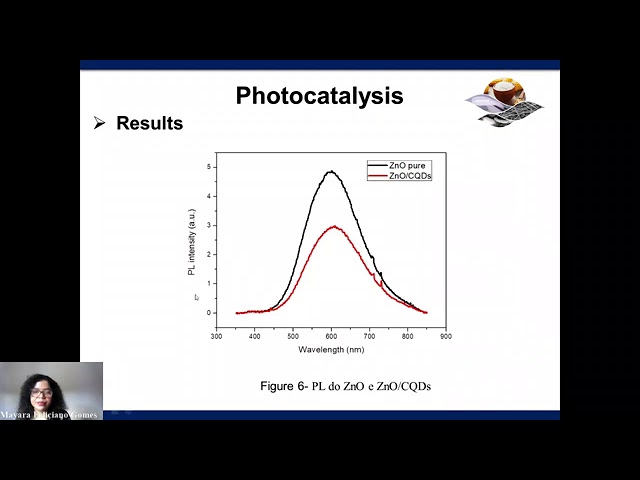 Photocatalysis
➢ Results
ZnO pure
ZnO/CQDs
PL intensity (a.u.)
5
4
3
2
1
0
300 400 500 600 700 800 900
Wavelength (nm)
Figure 6- PL do ZnO e ZnO/CQDs
Mayara Feliciano Gomes